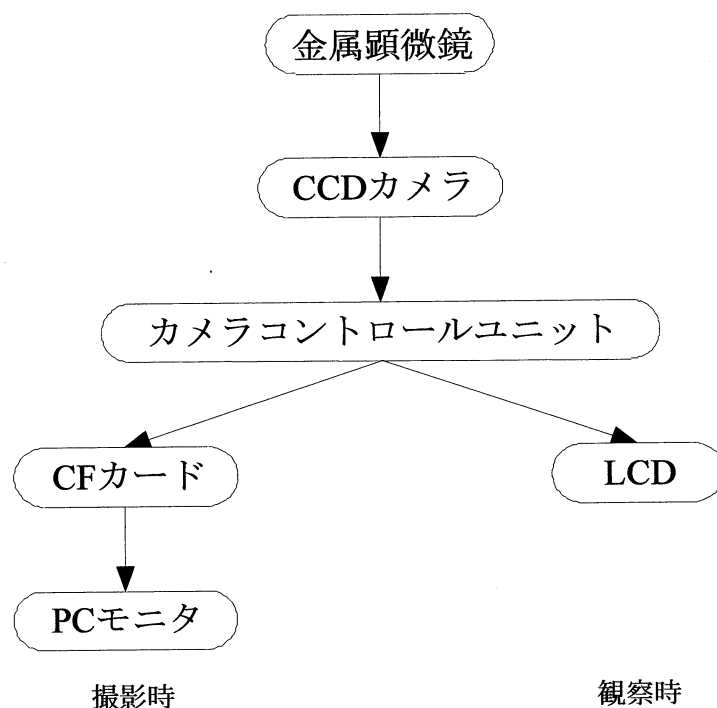 金属顕微鏡
CCDカメラ
カメラコントロールユニット
CFカード
LCD
PCモニタ
撮影時
観察時